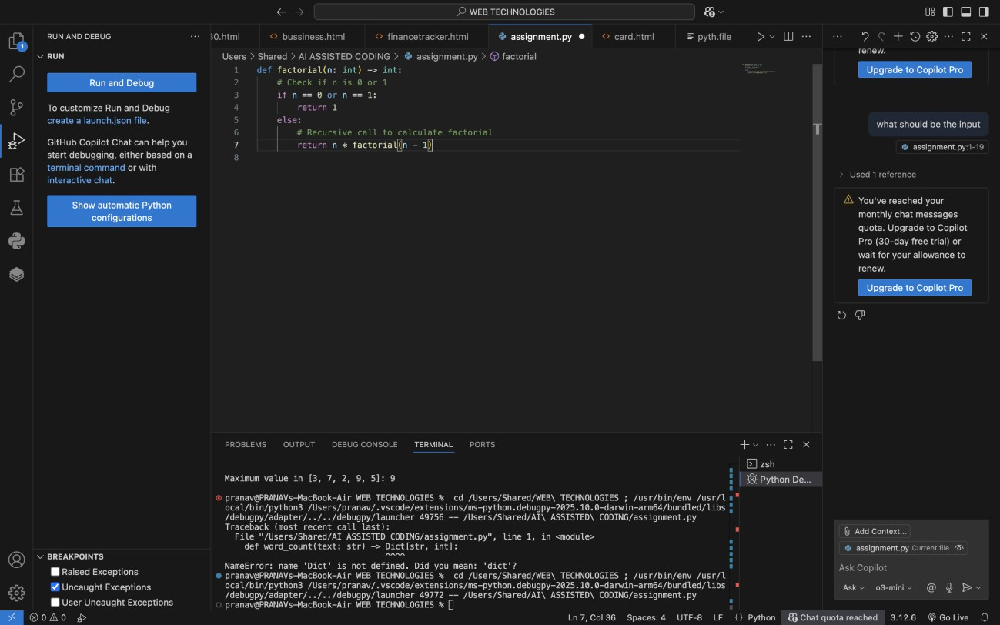 WEB TECHNOLOGIES
RUN AND DEBUG
30.html
bussiness.html
financetracker.html
assignment.py
card.html
pyth.file
1
RUN
Run and Debug
To customize Run and Debug
create a launch.json file.
GitHub Copilot Chat can help you
start debugging, either based on a
terminal command or with
interactive chat.
Show automatic Python
configurations
BREAKPOINTS
Raised Exceptions
Uncaught Exceptions
User Uncaught Exceptions
Users > Shared > AI ASSISTED CODING > assignment.py > factorial
1 def factorial(n: int) -> int:
2 # Check if n is 0 or 1
3 if n == 0 or n == 1:
4 return 1
5 else:
6 # Recursive call to calculate factorial
7 return n * factorial(n - 1)
8
PROBLEMS
OUTPUT
DEBUG CONSOLE
TERMINAL
PORTS
Maximum value in [3, 7, 2, 9, 5]: 9
pranav@PRANAVs-MacBook-Air WEB TECHNOLOGIES % cd /Users/Shared/WEB\ TECHNOLOGIES ; /usr/bin/env /usr/l
ocal/bin/python3 /Users/pranav/.vscode/extensions/ms-python.debugpy-2025.10.0-darwin-arm64/bundled/libs
/debugpy/adapter/../../debugpy/launcher 49756 -- /Users/Shared/AI\ ASSISTED\ CODING/assignment.py
Traceback (most recent call last):
File "/Users/Shared/AI ASSISTED CODING/assignment.py", line 1, in <module>
def word_count(text: str) -> Dict[str, int]:
^^^^
NameError: name 'Dict' is not defined. Did you mean: 'dict'?
pranav@PRANAVs-MacBook-Air WEB TECHNOLOGIES % cd /Users/Shared/WEB\ TECHNOLOGIES ; /usr/bin/env /usr/l
ocal/bin/python3 /Users/pranav/.vscode/extensions/ms-python.debugpy-2025.10.0-darwin-arm64/bundled/libs
/debugpy/adapter/../../debugpy/launcher 49772 -- /Users/Shared/AI\ ASSISTED\ CODING/assignment.py
pranav@PRANAVs-MacBook-Air WEB TECHNOLOGIES %
zsh
Python De...
renew.
Upgrade to Copilot Pro
what should be the input
assignment.py:1-19
Used 1 reference
You've reached your
monthly chat messages
quota. Upgrade to Copilot
Pro (30-day free trial) or
wait for your allowance to
renew.
Upgrade to Copilot Pro
Add Context...
assignment.py Current file
Ask Copilot
Ask
o3-mini
0
0
Ln 7, Col 36
Spaces: 4
UTF-8
LF
{} Python
Chat quota reached
3.12.6
Go Live